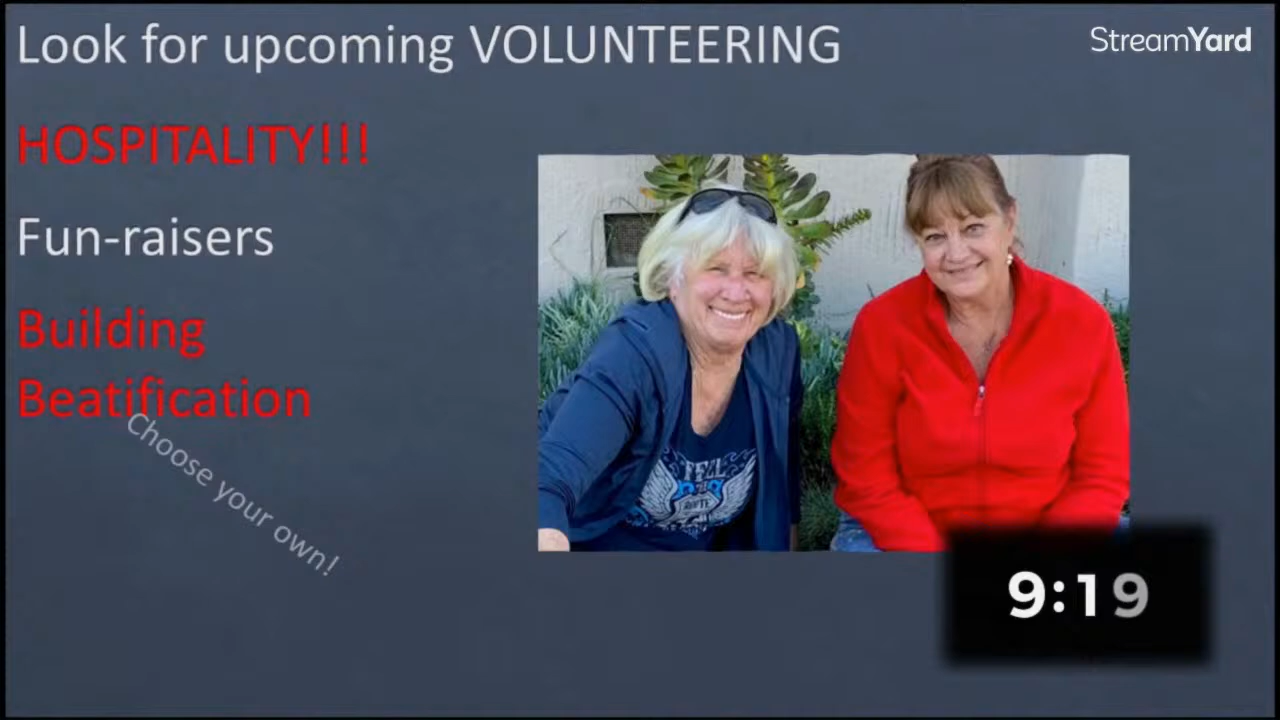 Look for upcoming VOLUNTEERING
StreamYard
HOSPITALITY!!!
Fun-raisers
Building
Beatification
Choose your own!
9:19